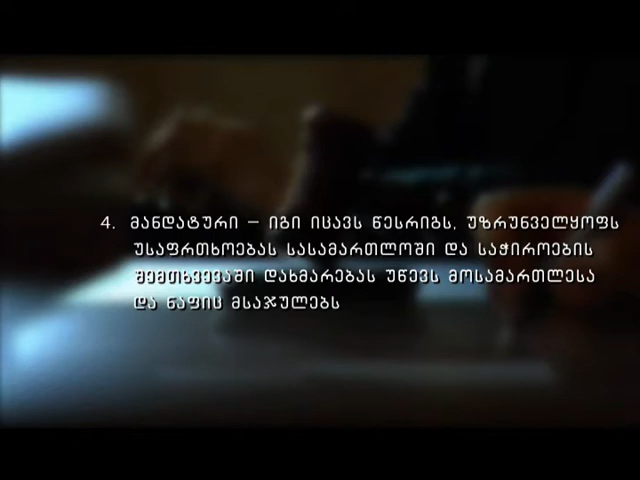 4. მანდატური – იგი იცავს წესრიგს, უზრუნველყოფს
უსაფრთხოებას სასამართლოში და საჭიროების
შემთხვევაში დახმარებას უწევს მოსამართლესა
და ნაფიც მსაჯულებს